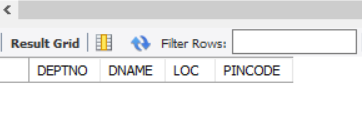 Result Grid Filter Rows:
DEPTNO DNAME LOC PINCODE